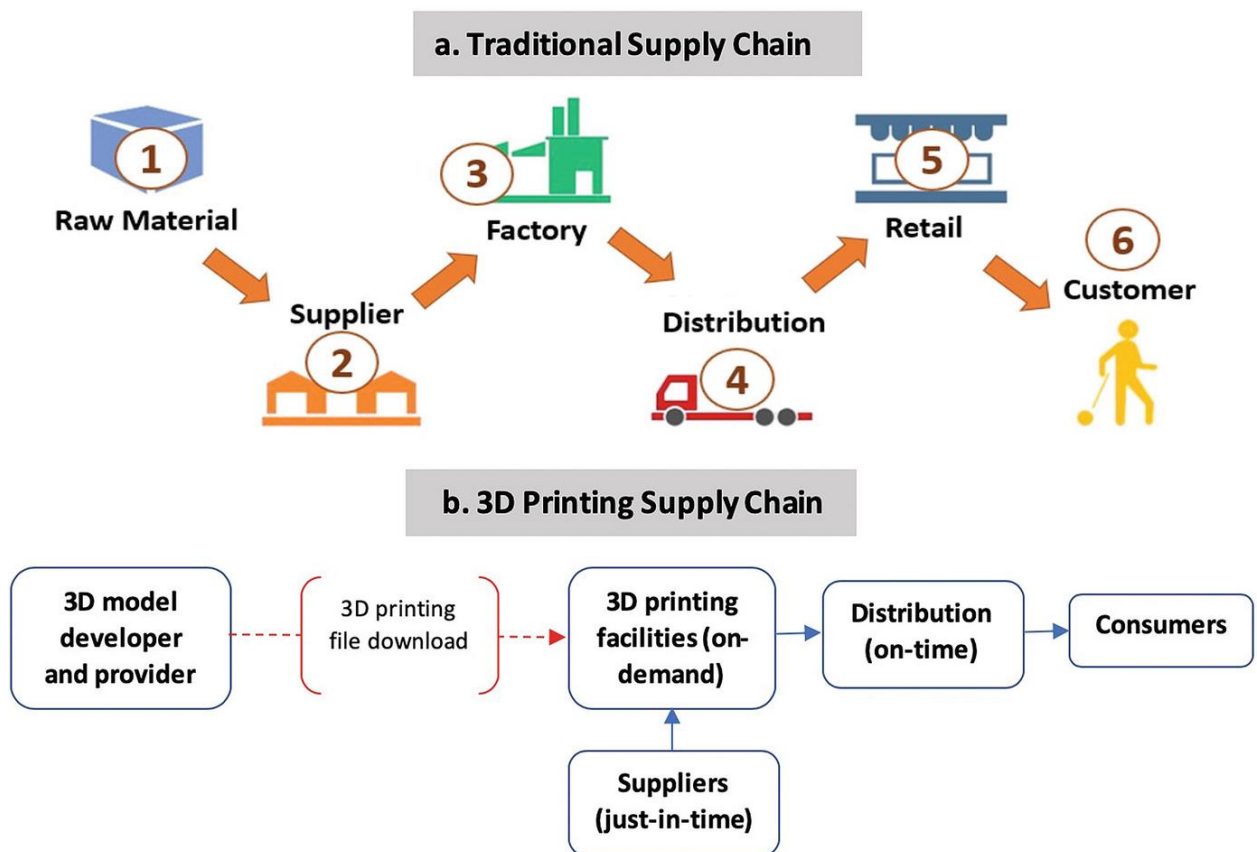 a. Traditional Supply Chain
1
Raw Material
Supplier
2
3
Factory
Distribution
4
5
Retail
6
Customer
b. 3D Printing Supply Chain
3D model
developer
and provider
3D printing
file download
3D printing
facilities (on-
demand)
Distribution
(on-time)
Consumers
Suppliers
(just-in-time)